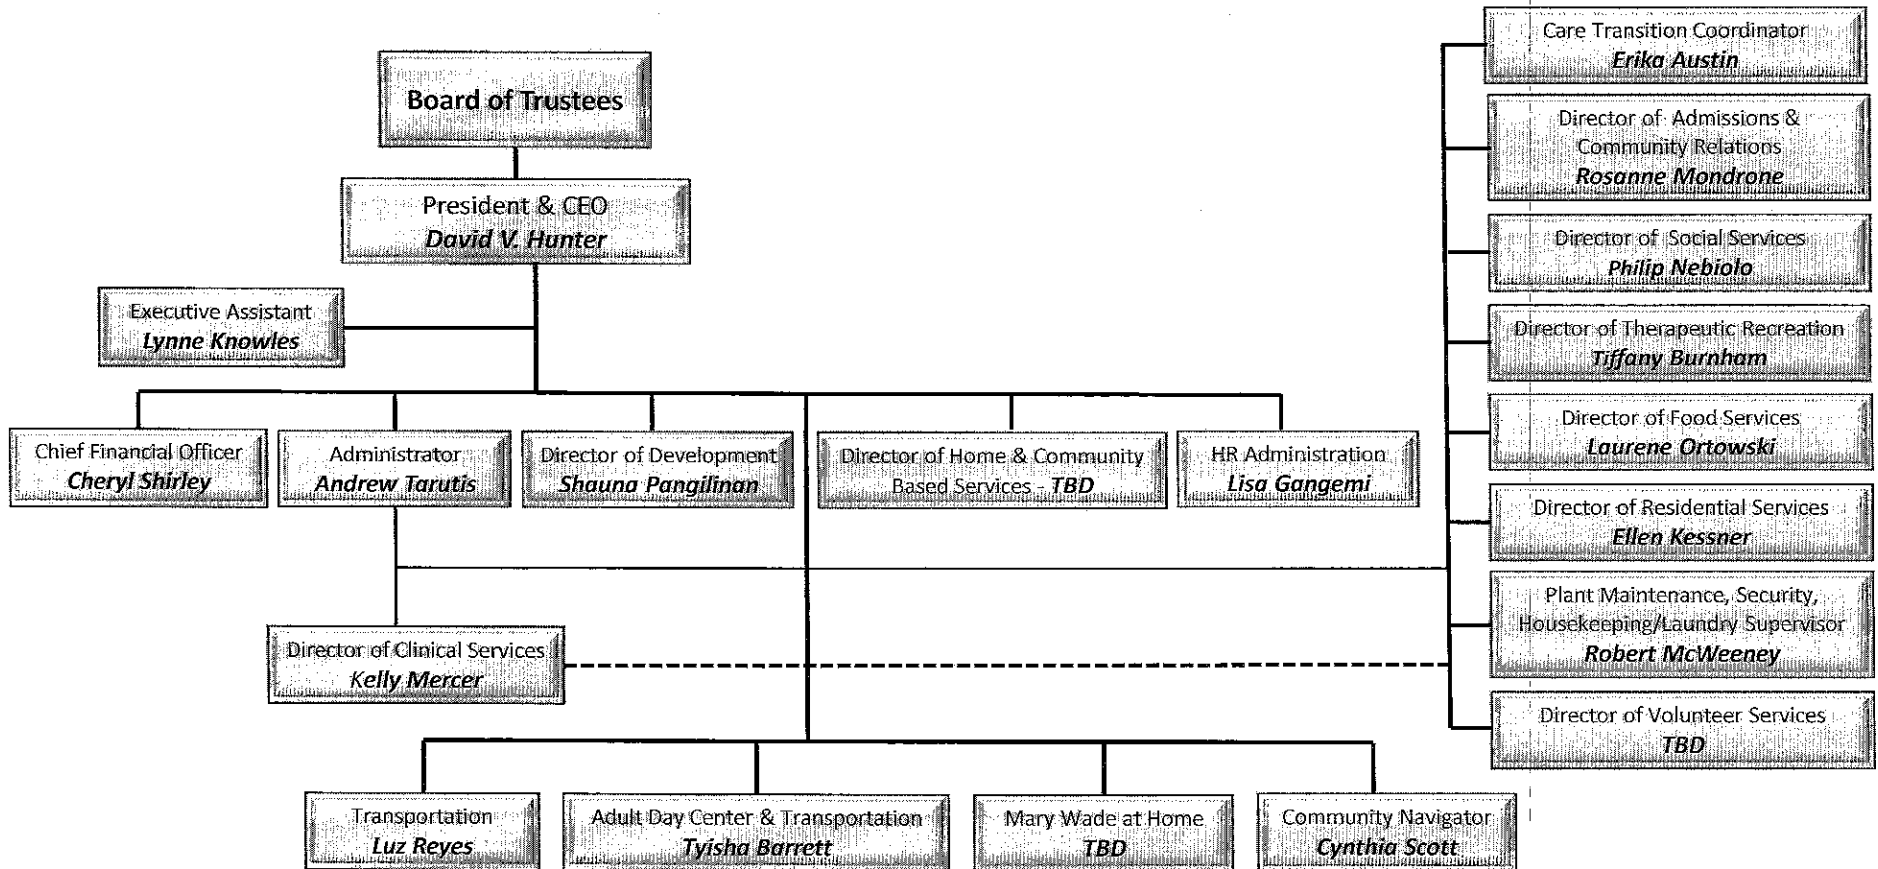 Board of Trustees
President & CEO
David V. Hunter
Executive Assistant
Lynne Knowles
Chief Financial Officer
Cheryl Shirley
Administrator
Andrew Tarutis
Director of Development
Shauna Pangilinan
Director of Home & Community
Based Services - TBD
HR Administration
Lisa Gangemi
Director of Clinical Services
Kelly Mercer
Transportation
Luz Reyes
Adult Day Center & Transportation
Tyisha Barrett
Mary Wade at Home
TBD
Community Navigator
Cynthia Scott
Care Transition Coordinator
Erika Austin
Director of Admissions &
Community Relations
Rosanne Mondrone
Director of Social Services
Philip Nebiolo
Director of Therapeutic Recreation
Tiffany Burnham
Director of Food Services
Laurene Ortowski
Director of Residential Services
Ellen Kessner
Plant Maintenance, Security,
Housekeeping/Laundry Supervisor
Robert McWeeney
Director of Volunteer Services
TBD